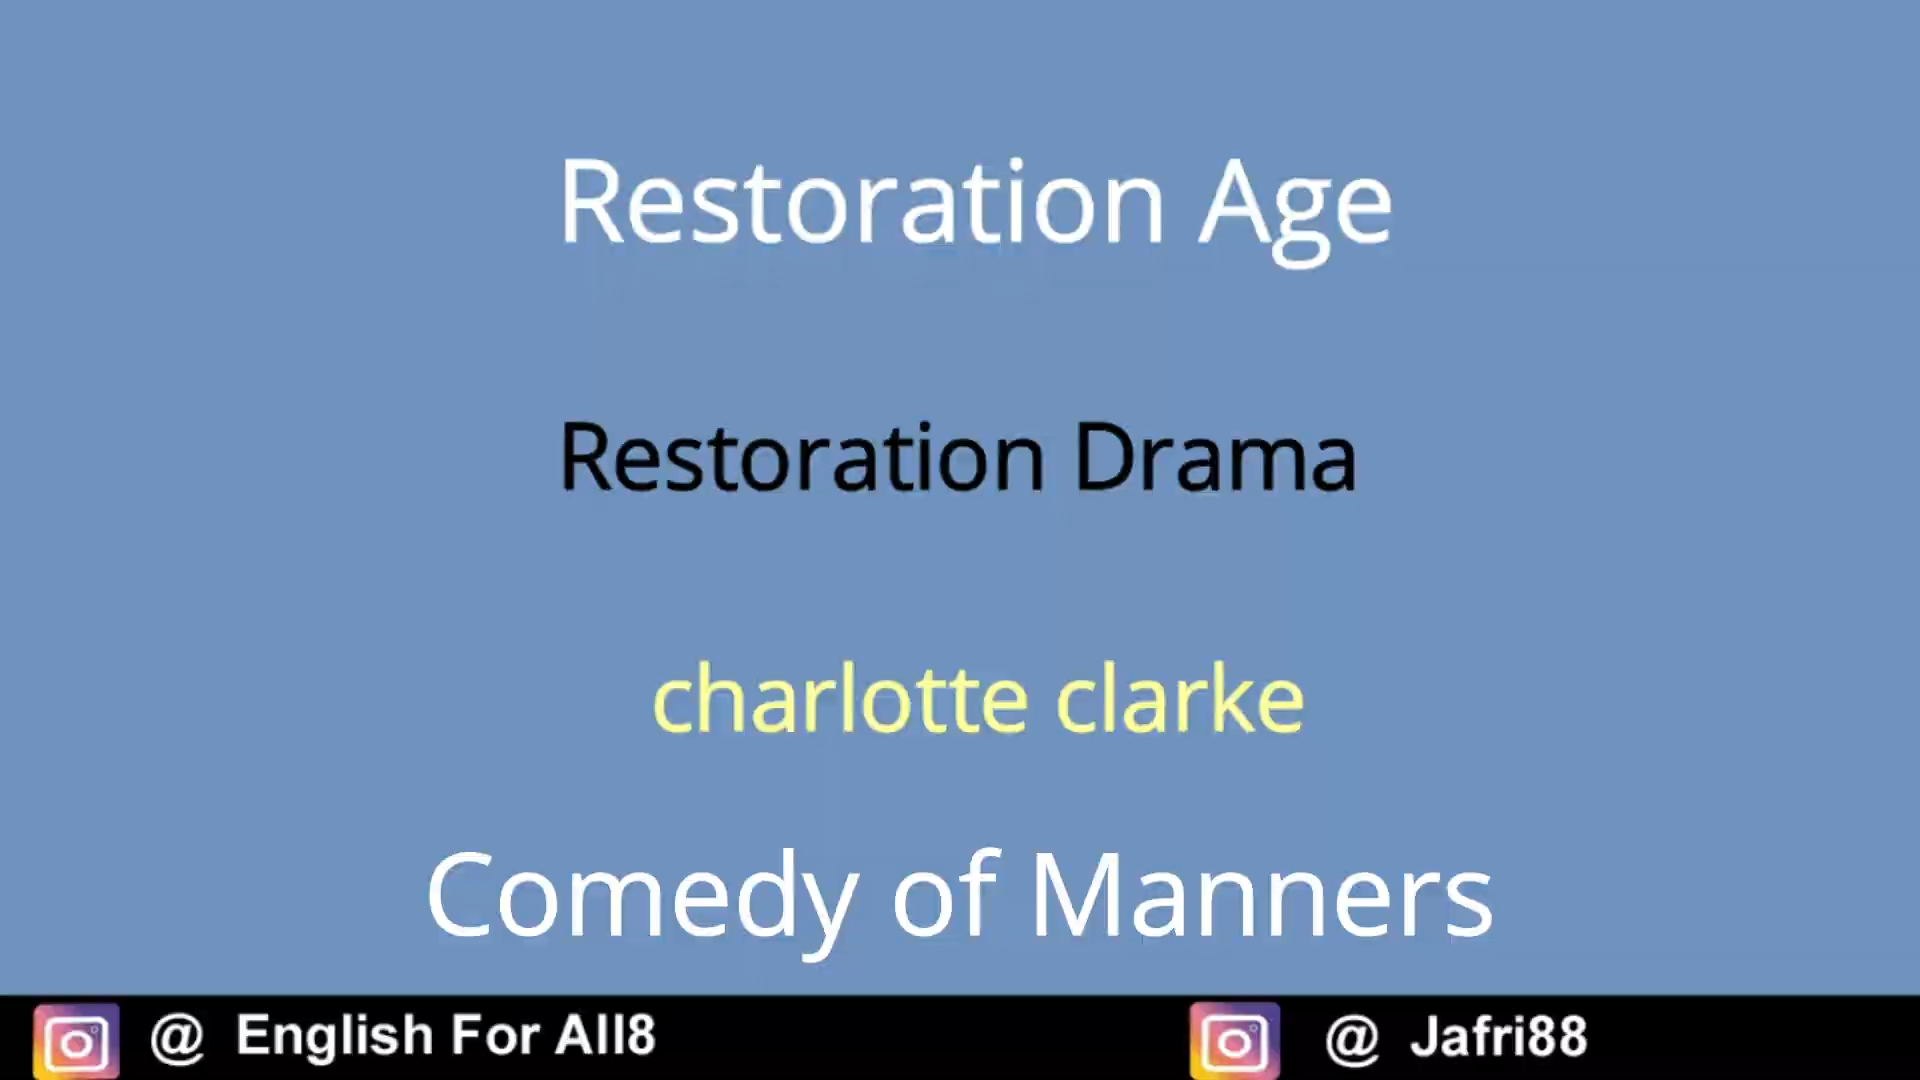 Restoration Age
Restoration Drama
charlotte clarke
Comedy of Manners
@ English For All8
@ Jafri88